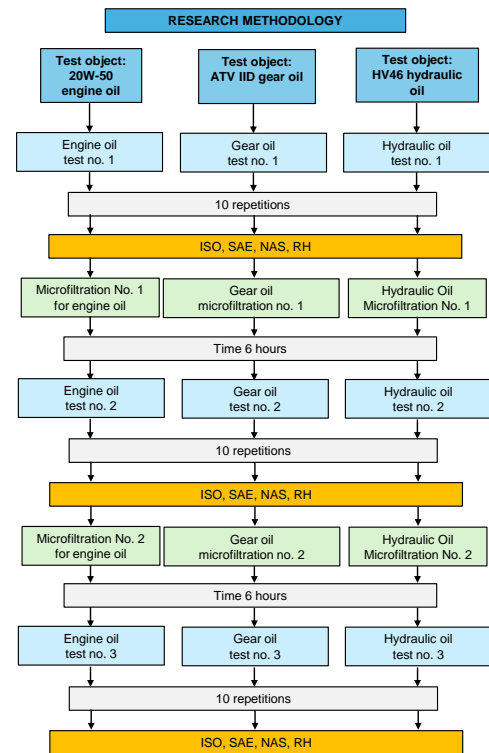 RESEARCH METHODOLOGY
Test object:
20W-50
engine oil
Test object:
ATV IID gear oil
Test object:
HV46 hydraulic
oil
Engine oil
test no. 1
Gear oil
test no. 1
Hydraulic oil
test no. 1
10 repetitions
ISO, SAE, NAS, RH
Microfiltration No. 1
for engine oil
Gear oil
microfiltration no. 1
Hydraulic Oil
Microfiltration No. 1
Time 6 hours
Engine oil
test no. 2
Gear oil
test no. 2
Hydraulic oil
test no. 2
10 repetitions
ISO, SAE, NAS, RH
Microfiltration No. 2
for engine oil
Gear oil
microfiltration no. 2
Hydraulic Oil
Microfiltration No. 2
Time 6 hours
Engine oil
test no. 3
Gear oil
test no. 3
Hydraulic oil
test no. 3
10 repetitions
ISO, SAE, NAS, RH